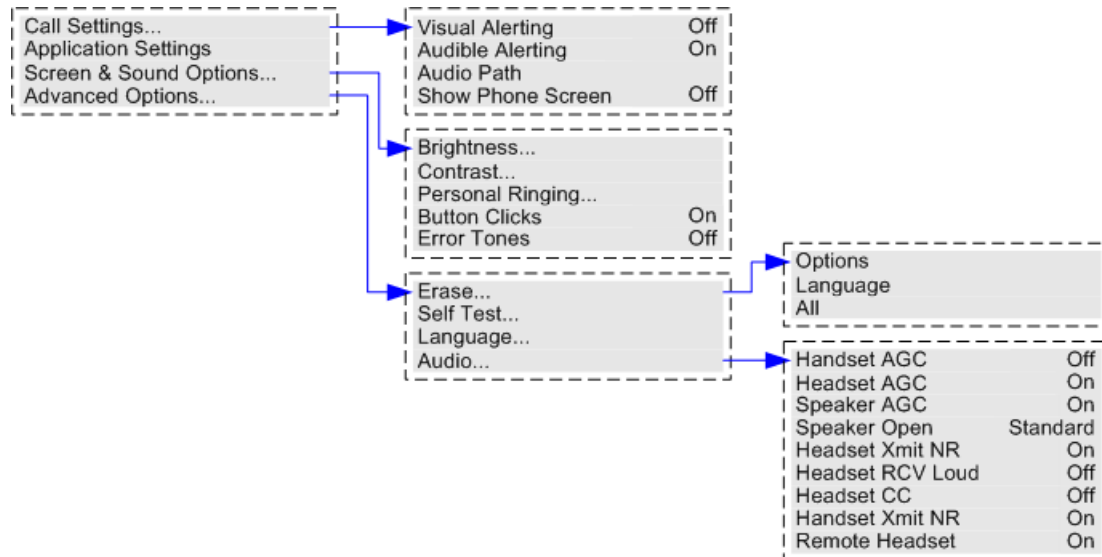 Call Settings...
Application Settings
Screen & Sound Options...
Advanced Options...
Visual Alerting Off
Audible Alerting On
Audio Path
Show Phone Screen Off
Brightness...
Contrast...
Personal Ringing...
Button Clicks On
Error Tones Off
Erase...
Self Test...
Language...
Audio...
Options
Language
All
Handset AGC Off
Headset AGC On
Speaker AGC On
Speaker Open Standard
Headset Xmit NR On
Headset RCV Loud Off
Headset CC Off
Handset Xmit NR On
Remote Headset On